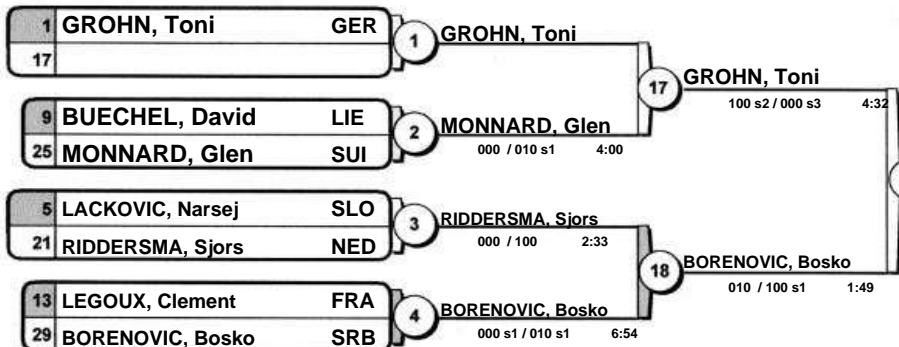 1 GROHN, Toni GER
17
1
GROHN, Toni
9 BUECHEL, David LIE
25 MONNARD, Glen SUI
2
MONNARD, Glen
000 / 010 s1 4:00
17
GROHN, Toni
100 s2 / 000 s3 4:32
5 LACKOVIC, Narsej SLO
21 RIDDERSMA, Sjors NED
3
RIDDERSMA, Sjors
000 / 100 2:33
13 LEGOUX, Clement FRA
29 BORENOVIC, Bosko SRB
4
BORENOVIC, Bosko
000 s1 / 010 s1 6:54
18
BORENOVIC, Bosko
010 / 100 s1 1:49